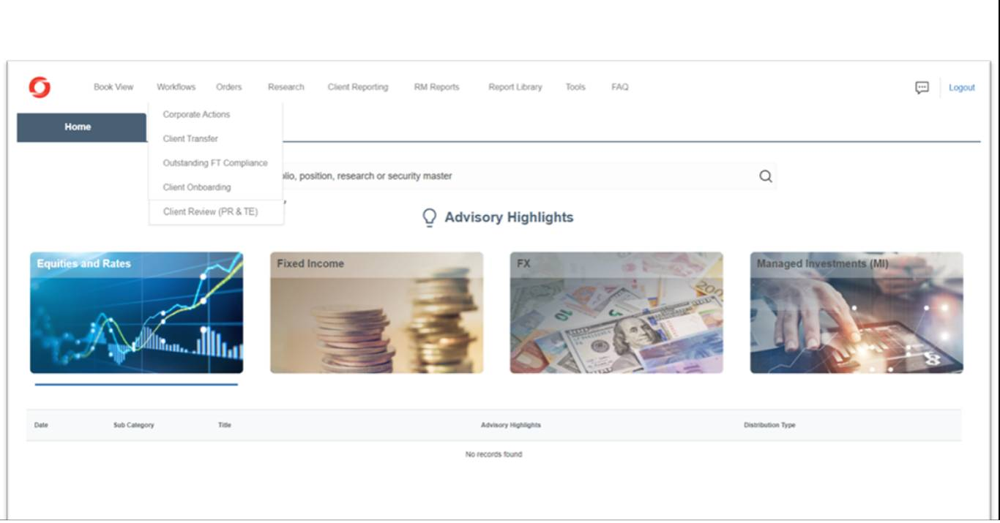 Book View Workflows Orders Research Client Reporting RM Reports Report Library Tools FAQ Logout
Corporate Actions
Home
Client Transfer
Outstanding FT Compliance
position, research or security master
Client Onboarding
Client Review (PR & TE)
Advisory Highlights
Equities and Rates Fixed Income FX Managed Investments (MI)
Date Sub Category Title Advisory Highlights Distribution Type
No records found